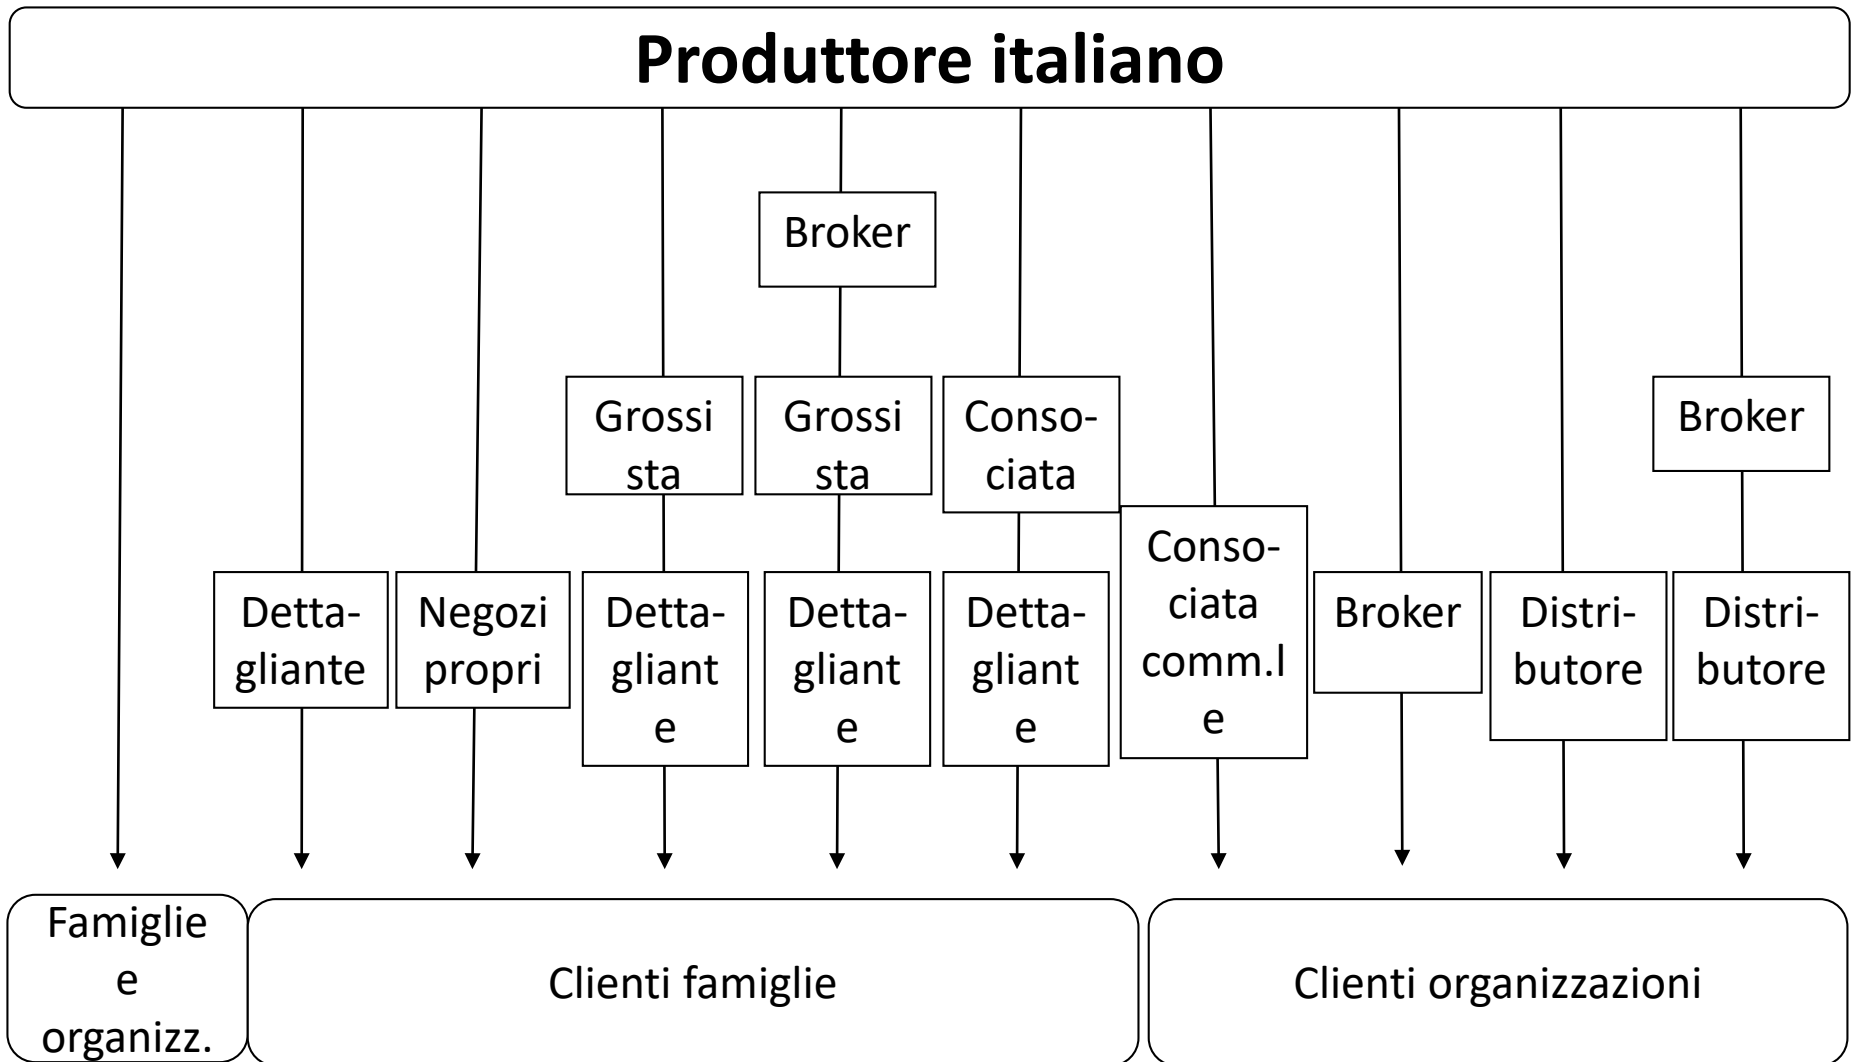 Produttore italiano
Broker
Grossi
sta
Grossi
sta
Conso-
ciata
Broker
Detta-
gliante
Negozi
propri
Detta-
gliant
e
Detta-
gliant
e
Detta-
gliant
e
Conso-
ciata
comm.l
e
Broker
Distri-
butore
Distri-
butore
Famiglie
e
organizz.
Clienti famiglie
Clienti organizzazioni